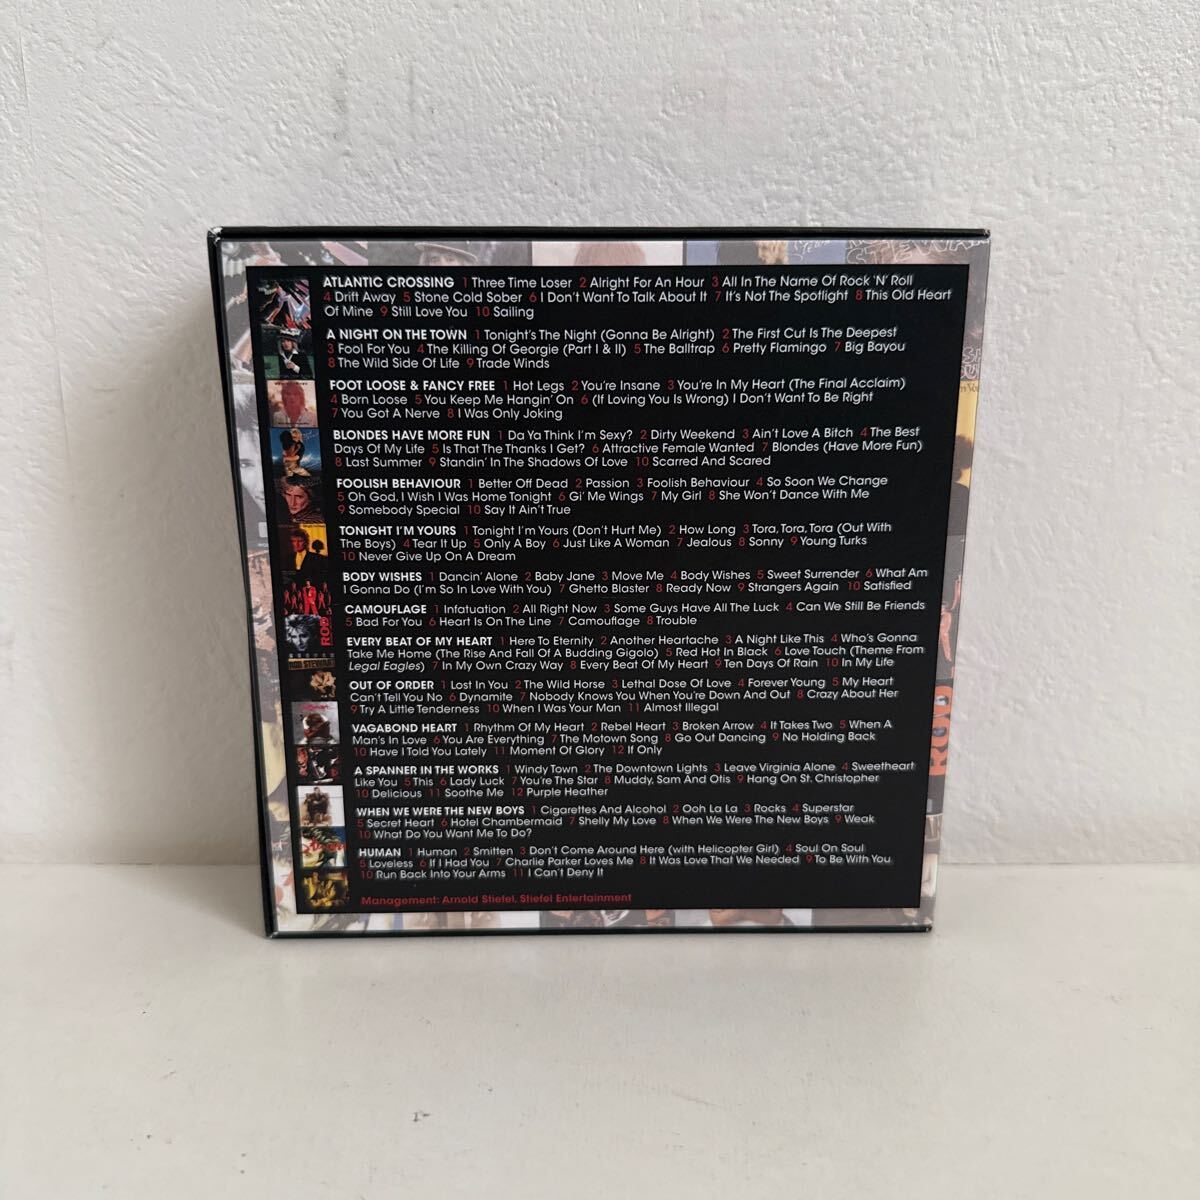 ATLANTIC CROSSING 1 Three Time Loser 2 Alright For An Hour 3 All In The Name Of Rock 'N' Roll
4 Drift Away 5 Stone Cold Sober 6 I Don't Want To Talk About It 7 It's Not The Spotlight 8 This Old Heart
Of Mine 9 Still Love You 10 Sailing
A NIGHT ON THE TOWN 1 Tonight's The Night (Gonna Be Alright) 2 The First Cut Is The Deepest
3 Fool For You 4 The Killing Of Georgie (Part I & II) 5 The Balltrap 6 Pretty Flamingo 7 Big Bayou
8 The Wild Side Of Life 9 Trade Winds
FOOT LOOSE & FANCY FREE 1 Hot Legs 2 You're Insane 3 You're In My Heart (The Final Acclaim)
4 Born Loose 5 You Keep Me Hangin' On 6 (If Loving You Is Wrong) I Don't Want To Be Right
7 You Got A Nerve 8 I Was Only Joking
BLONDES HAVE MORE FUN 1 Da Ya Think I'm Sexy? 2 Dirty Weekend 3 Ain't Love A Bitch 4 The Best
Days Of My Life 5 Is That The Thanks I Get? 6 Attractive Female Wanted 7 Blondes (Have More Fun)
8 Last Summer 9 Standin' In The Shadows Of Love 10 Scarred And Scared
FOOLISH BEHAVIOUR 1 Better Off Dead 2 Passion 3 Foolish Behaviour 4 So Soon We Change
5 Oh God, I Wish I Was Home Tonight 6 Gi' Me Wings 7 My Girl 8 She Won't Dance With Me
9 Somebody Special 10 Say It Ain't True
TONIGHT I'M YOURS 1 Tonight I'm Yours (Don't Hurt Me) 2 How Long 3 Tora, Tora, Tora (Out With
The Boys) 4 Tear It Up 5 Only A Boy 6 Just Like A Woman 7 Jealous 8 Sonny 9 Young Turks
10 Never Give Up On A Dream
BODY WISHES 1 Dancin' Alone 2 Baby Jane 3 Move Me 4 Body Wishes 5 Sweet Surrender 6 What Am
I Gonna Do (I'm So In Love With You) 7 Ghetto Blaster 8 Ready Now 9 Strangers Again 10 Satisfied
CAMOUFLAGE 1 Infatuation 2 All Right Now 3 Some Guys Have All The Luck 4 Can We Still Be Friends
5 Bad For You 6 Heart Is On The Line 7 Camouflage 8 Trouble
EVERY BEAT OF MY HEART 1 Here To Eternity 2 Another Heartache 3 A Night Like This 4 Who's Gonna
Take Me Home (The Rise And Fall Of A Budding Gigolo) 5 Red Hot In Black 6 Love Touch (Theme From
Legal Eagles) 7 In My Own Crazy Way 8 Every Beat Of My Heart 9 Ten Days Of Rain 10 In My Life
OUT OF ORDER 1 Lost In You 2 The Wild Horse 3 Lethal Dose Of Love 4 Forever Young 5 My Heart
Can't Tell You No 6 Dynamite 7 Nobody Knows You When You're Down And Out 8 Crazy About Her
9 Try A Little Tenderness 10 When I Was Your Man 11 Almost Illegal
VAGABOND HEART 1 Rhythm Of My Heart 2 Rebel Heart 3 Broken Arrow 4 It Takes Two 5 When A
Man's In Love 6 You Are Everything 7 The Motown Song 8 Go Out Dancing 9 No Holding Back
10 Have I Told You Lately 11 Moment Of Glory 12 If Only
A SPANNER IN THE WORKS 1 Windy Town 2 The Downtown Lights 3 Leave Virginia Alone 4 Sweetheart
Like You 5 This 6 Lady Luck 7 You're The Star 8 Muddy, Sam And Otis 9 Hang On St. Christopher
10 Delicious 11 Soothe Me 12 Purple Heather
WHEN WE WERE THE NEW BOYS 1 Cigarettes And Alcohol 2 Ooh La La 3 Rocks 4 Superstar
5 Secret Heart 6 Hotel Chambermaid 7 Shelly My Love 8 When We Were The New Boys 9 Weak
10 What Do You Want Me To Do?
HUMAN 1 Human 2 Smitten 3 Don't Come Around Here (with Helicopter Girl) 4 Soul On Soul
5 Loveless 6 If I Had You 7 Charlie Parker Loves Me 8 It Was Love That We Needed 9 To Be With You
10 Run Back Into Your Arms 11 I Can't Deny It
Management: Arnold Stiefel, Stiefel Entertainment
ROD
ROD STEWART
ROD